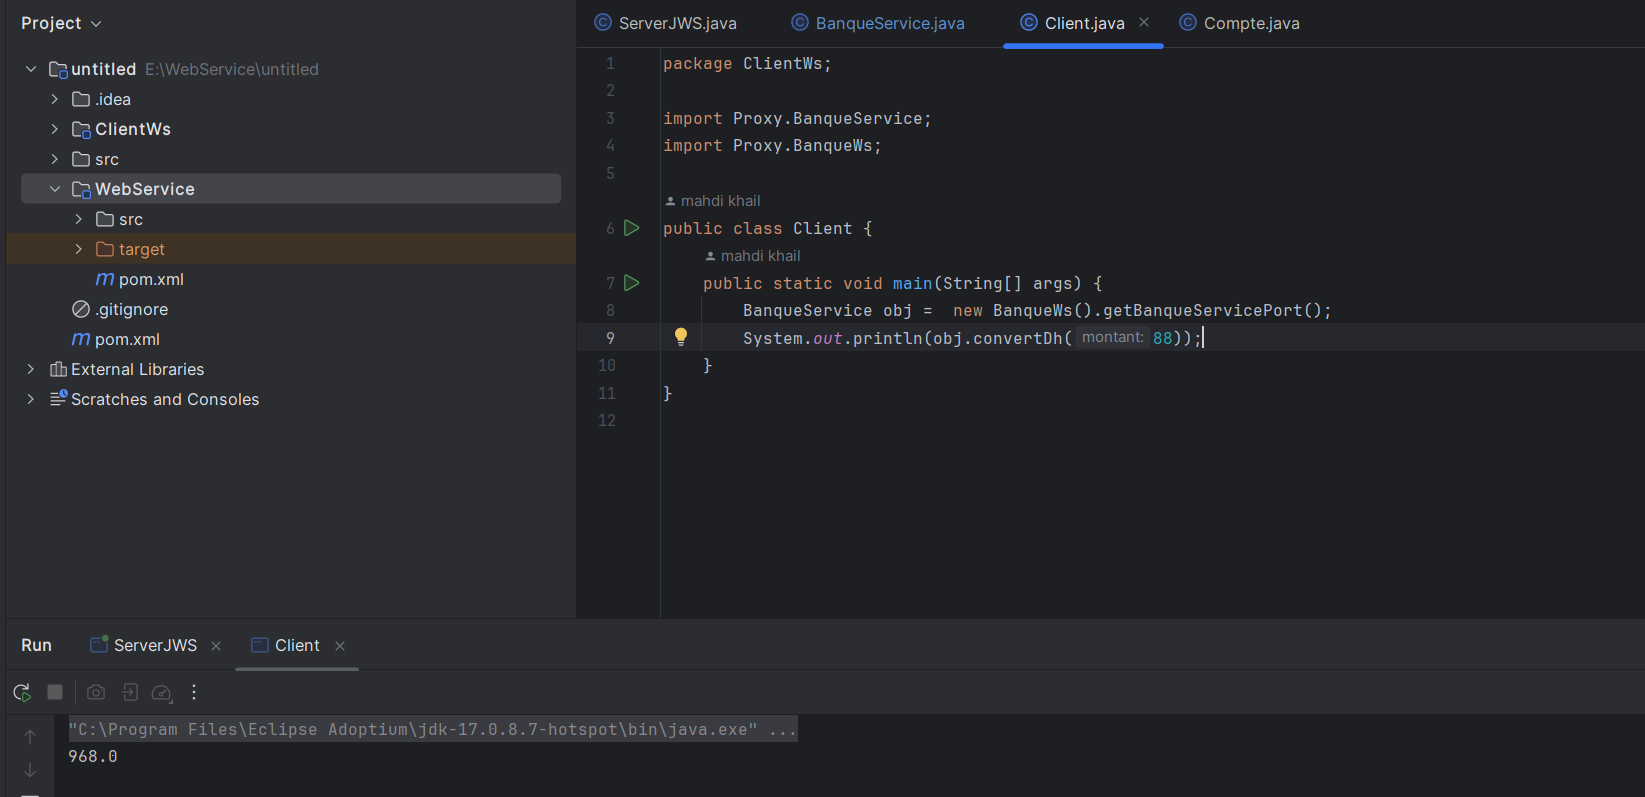 Project
untitled E:\WebService\untitled
.idea
ClientWs
src
WebService
src
target
pom.xml
.gitignore
pom.xml
External Libraries
Scratches and Consoles
ServerJWS.java BanqueService.java Client.java Compte.java
1 package ClientWs;
2
3 import Proxy.BanqueService;
4 import Proxy.BanqueWs;
5
mahdi khail
6 public class Client {
mahdi khail
7 public static void main(String[] args) {
8 BanqueService obj =  new BanqueWs().getBanqueServicePort();
9 System.out.println(obj.convertDh( montant: 88));
10 }
11 }
12
Run ServerJWS Client
"C:\Program Files\Eclipse Adoptium\jdk-17.0.8.7-hotspot\bin\java.exe" ...
968.0